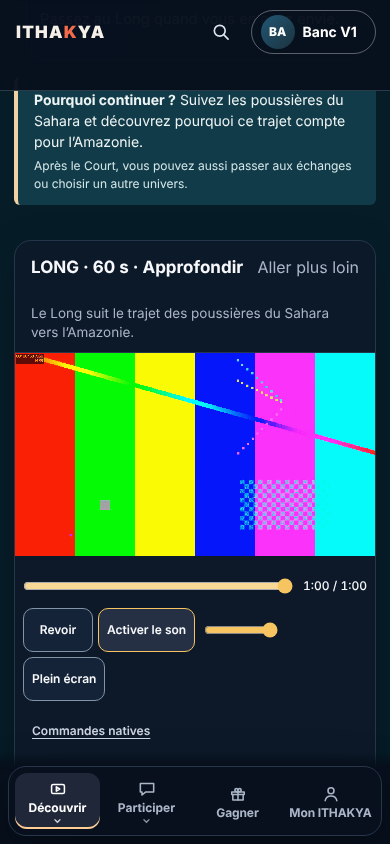 ITHAKYA
BA Banc V1
Pourquoi continuer ? Suivez les poussières du
Sahara et découvrez pourquoi ce trajet compte
pour l’Amazonie.
Après le Court, vous pouvez aussi passer aux échanges
ou choisir un autre univers.
LONG · 60 s · Approfondir Aller plus loin
Le Long suit le trajet des poussières du Sahara
vers l’Amazonie.
1:00 / 1:00
Revoir Activer le son
Plein écran
Commandes natives
Découvrir Participer Gagner Mon ITHAKYA